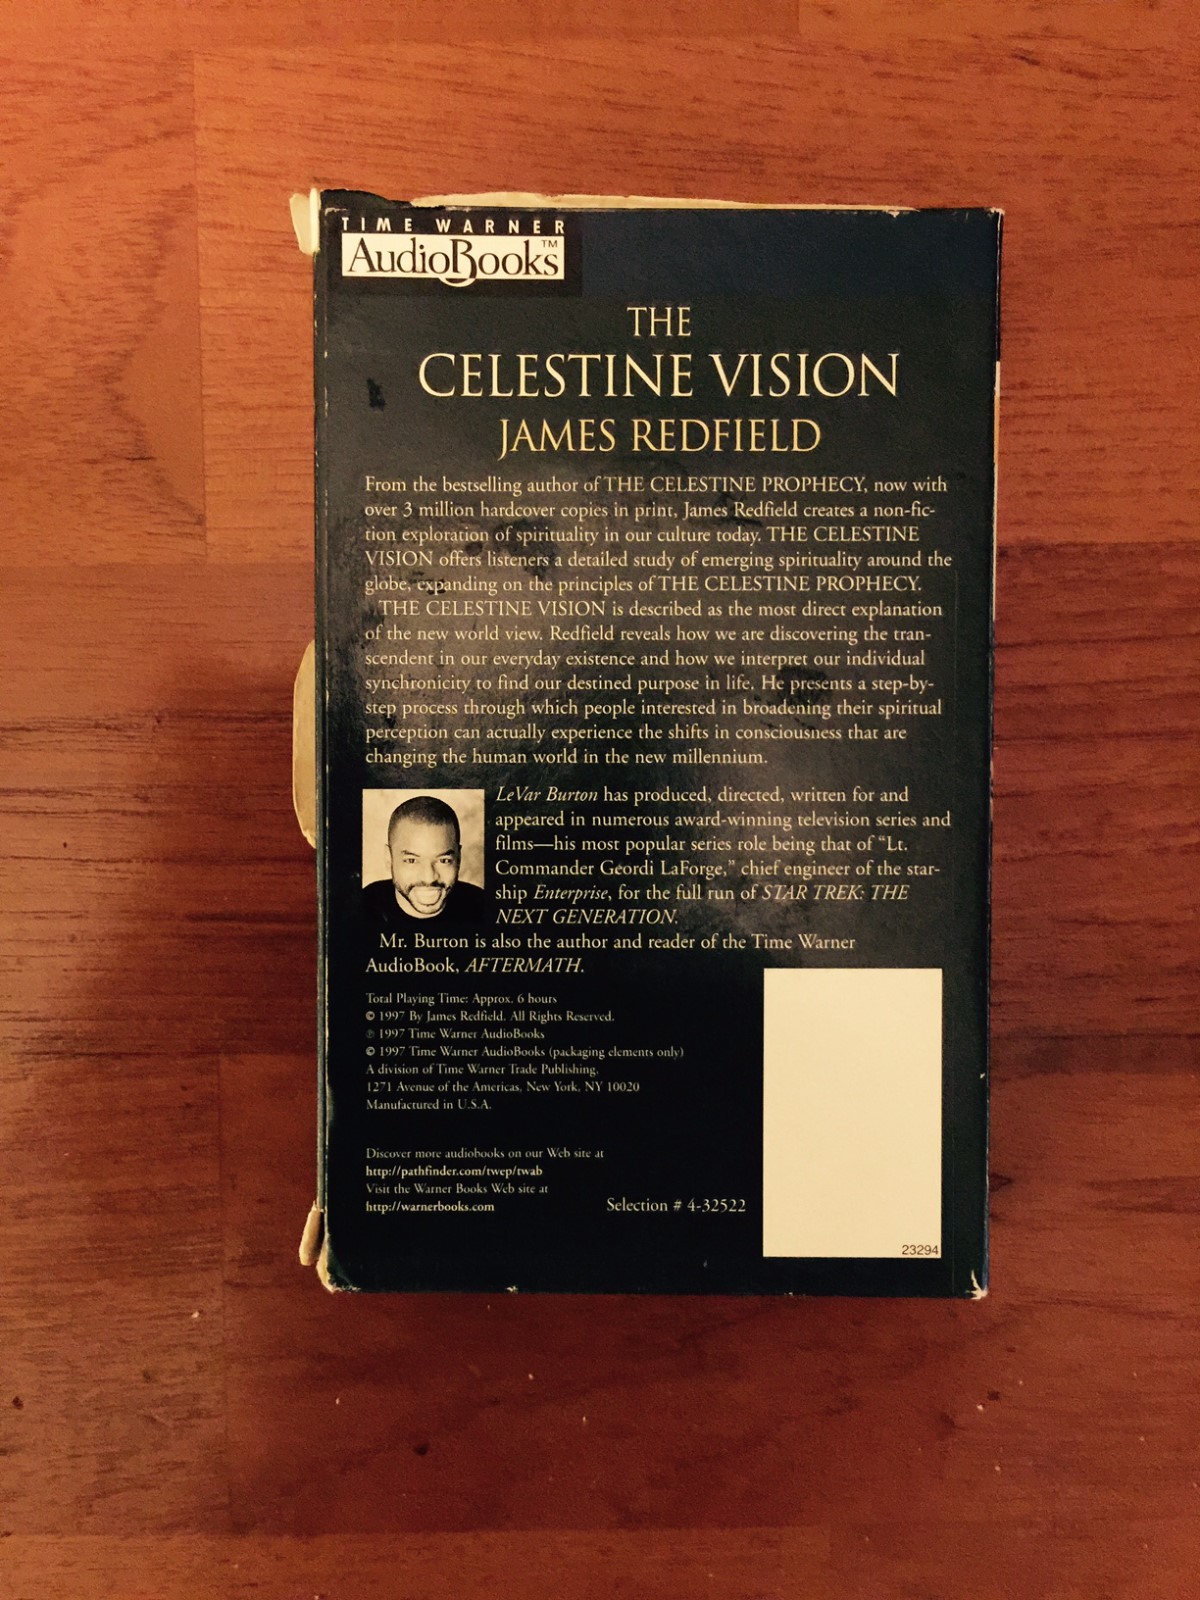 TIME WARNER
AudioBooks™
THE
CELESTINE VISION
JAMES REDFIELD
From the bestselling author of THE CELESTINE PROPHECY, now with
over 3 million hardcover copies in print, James Redfield creates a non-fic-
tion exploration of spirituality in our culture today. THE CELESTINE
VISION offers listeners a detailed study of emerging spirituality around the
globe, expanding on the principles of THE CELESTINE PROPHECY.
THE CELESTINE VISION is described as the most direct explanation
of the new world view. Redfield reveals how we are discovering the tran-
scendent in our everyday existence and how we interpret our individual
synchronicity to find our destined purpose in life. He presents a step-by-
step process through which people interested in broadening their spiritual
perception can actually experience the shifts in consciousness that are
changing the human world in the new millennium.
LeVar Burton has produced, directed, written for and
appeared in numerous award-winning television series and
films—his most popular series role being that of “Lt.
Commander Geordi LaForge,” chief engineer of the star-
ship Enterprise, for the full run of STAR TREK: THE
NEXT GENERATION.
Mr. Burton is also the author and reader of the Time Warner
AudioBook, AFTERMATH.
Total Playing Time: Approx. 6 hours
© 1997 By James Redfield. All Rights Reserved.
℗ 1997 Time Warner AudioBooks
© 1997 Time Warner AudioBooks (packaging elements only)
A division of Time Warner Trade Publishing.
1271 Avenue of the Americas, New York, NY 10020
Manufactured in U.S.A.
Discover more audiobooks on our Web site at
http://pathfinder.com/twep/twab
Visit the Warner Books Web site at
http://warnerbooks.com
Selection # 4-32522
23294